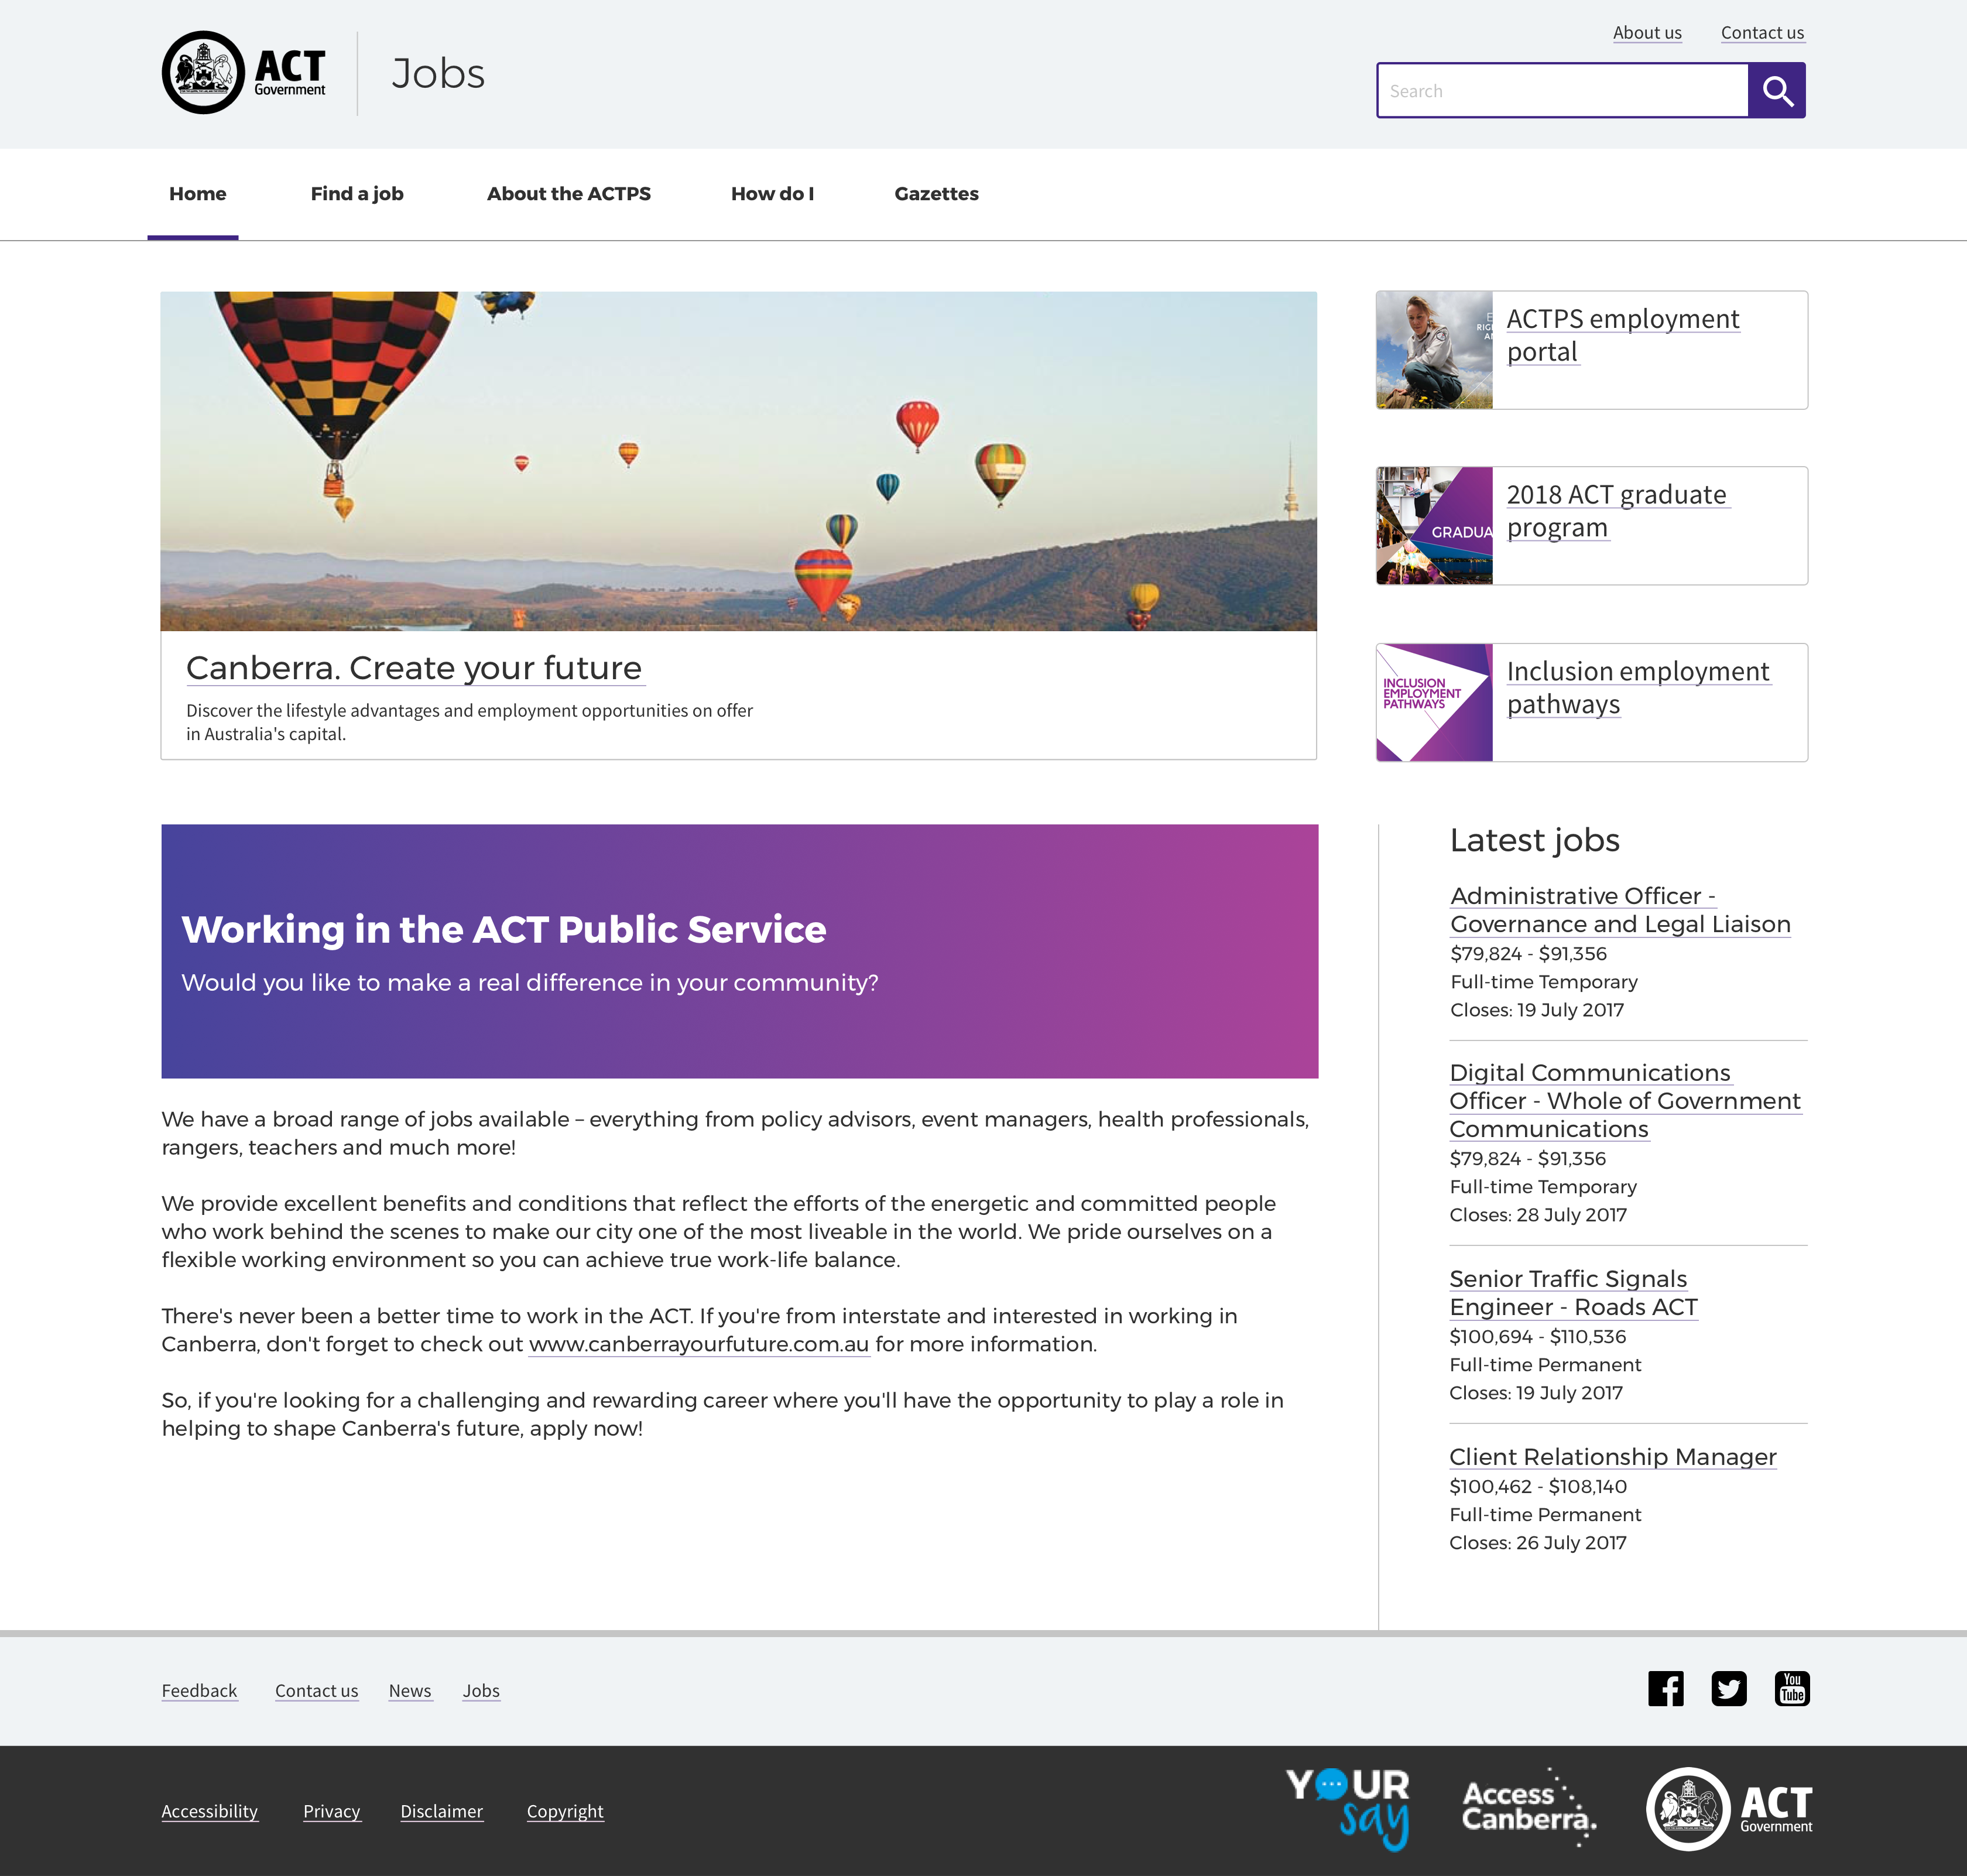 ACT
Government
Jobs
About us
Contact us
Search
Home
Find a job
About the ACTPS
How do I
Gazettes
Canberra. Create your future
Discover the lifestyle advantages and employment opportunities on offer
in Australia's capital.
ACTPS employment
portal
GRADUA
2018 ACT graduate
program
INCLUSION
EMPLOYMENT
PATHWAYS
Inclusion employment
pathways
Working in the ACT Public Service
Would you like to make a real difference in your community?
We have a broad range of jobs available – everything from policy advisors, event managers, health professionals,
rangers, teachers and much more!
We provide excellent benefits and conditions that reflect the efforts of the energetic and committed people
who work behind the scenes to make our city one of the most liveable in the world. We pride ourselves on a
flexible working environment so you can achieve true work-life balance.
There's never been a better time to work in the ACT. If you're from interstate and interested in working in
Canberra, don't forget to check out www.canberrayourfuture.com.au for more information.
So, if you're looking for a challenging and rewarding career where you'll have the opportunity to play a role in
helping to shape Canberra's future, apply now!
Latest jobs
Administrative Officer -
Governance and Legal Liaison
$79,824 - $91,356
Full-time Temporary
Closes: 19 July 2017
Digital Communications
Officer - Whole of Government
Communications
$79,824 - $91,356
Full-time Temporary
Closes: 28 July 2017
Senior Traffic Signals
Engineer - Roads ACT
$100,694 - $110,536
Full-time Permanent
Closes: 19 July 2017
Client Relationship Manager
$100,462 - $108,140
Full-time Permanent
Closes: 26 July 2017
Feedback
Contact us
News
Jobs
You
Tube
Accessibility
Privacy
Disclaimer
Copyright
YOUR
say
Access
Canberra.
ACT
Government